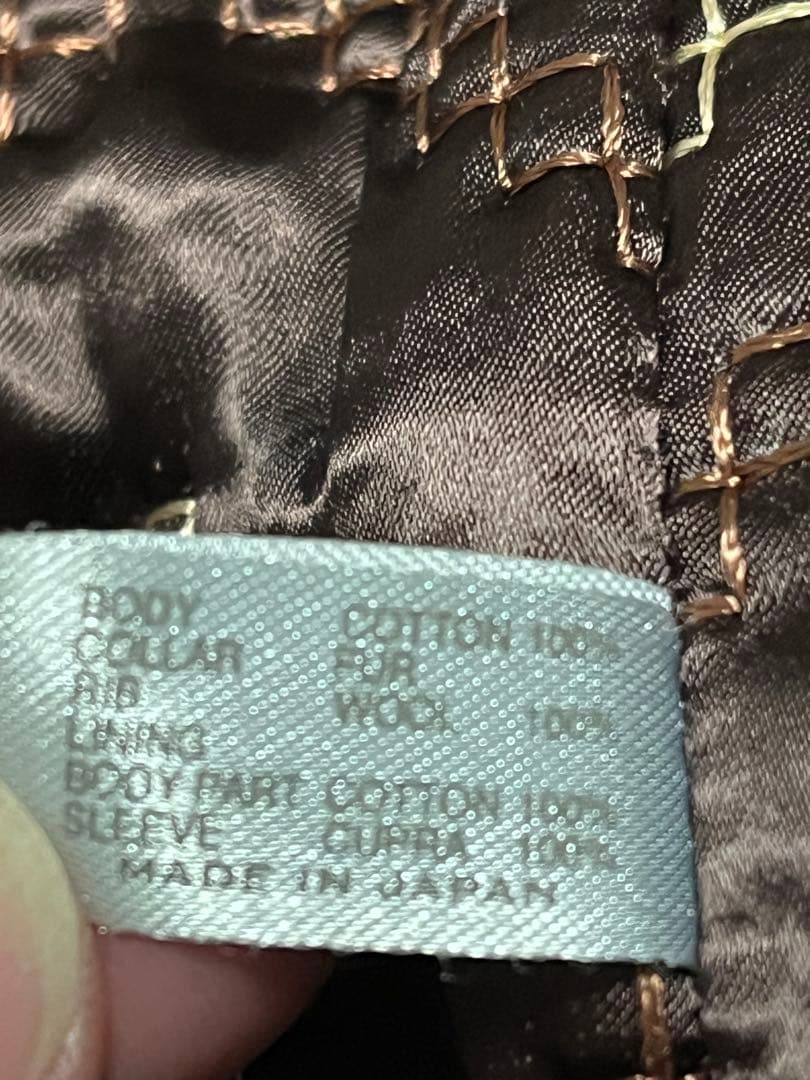 BODY COTTON 100%
COLLAR FUR
RIB WOOL 100%
LINING
BODY PART COTTON 100%
SLEEVE CUPRA 100%
MADE IN JAPAN